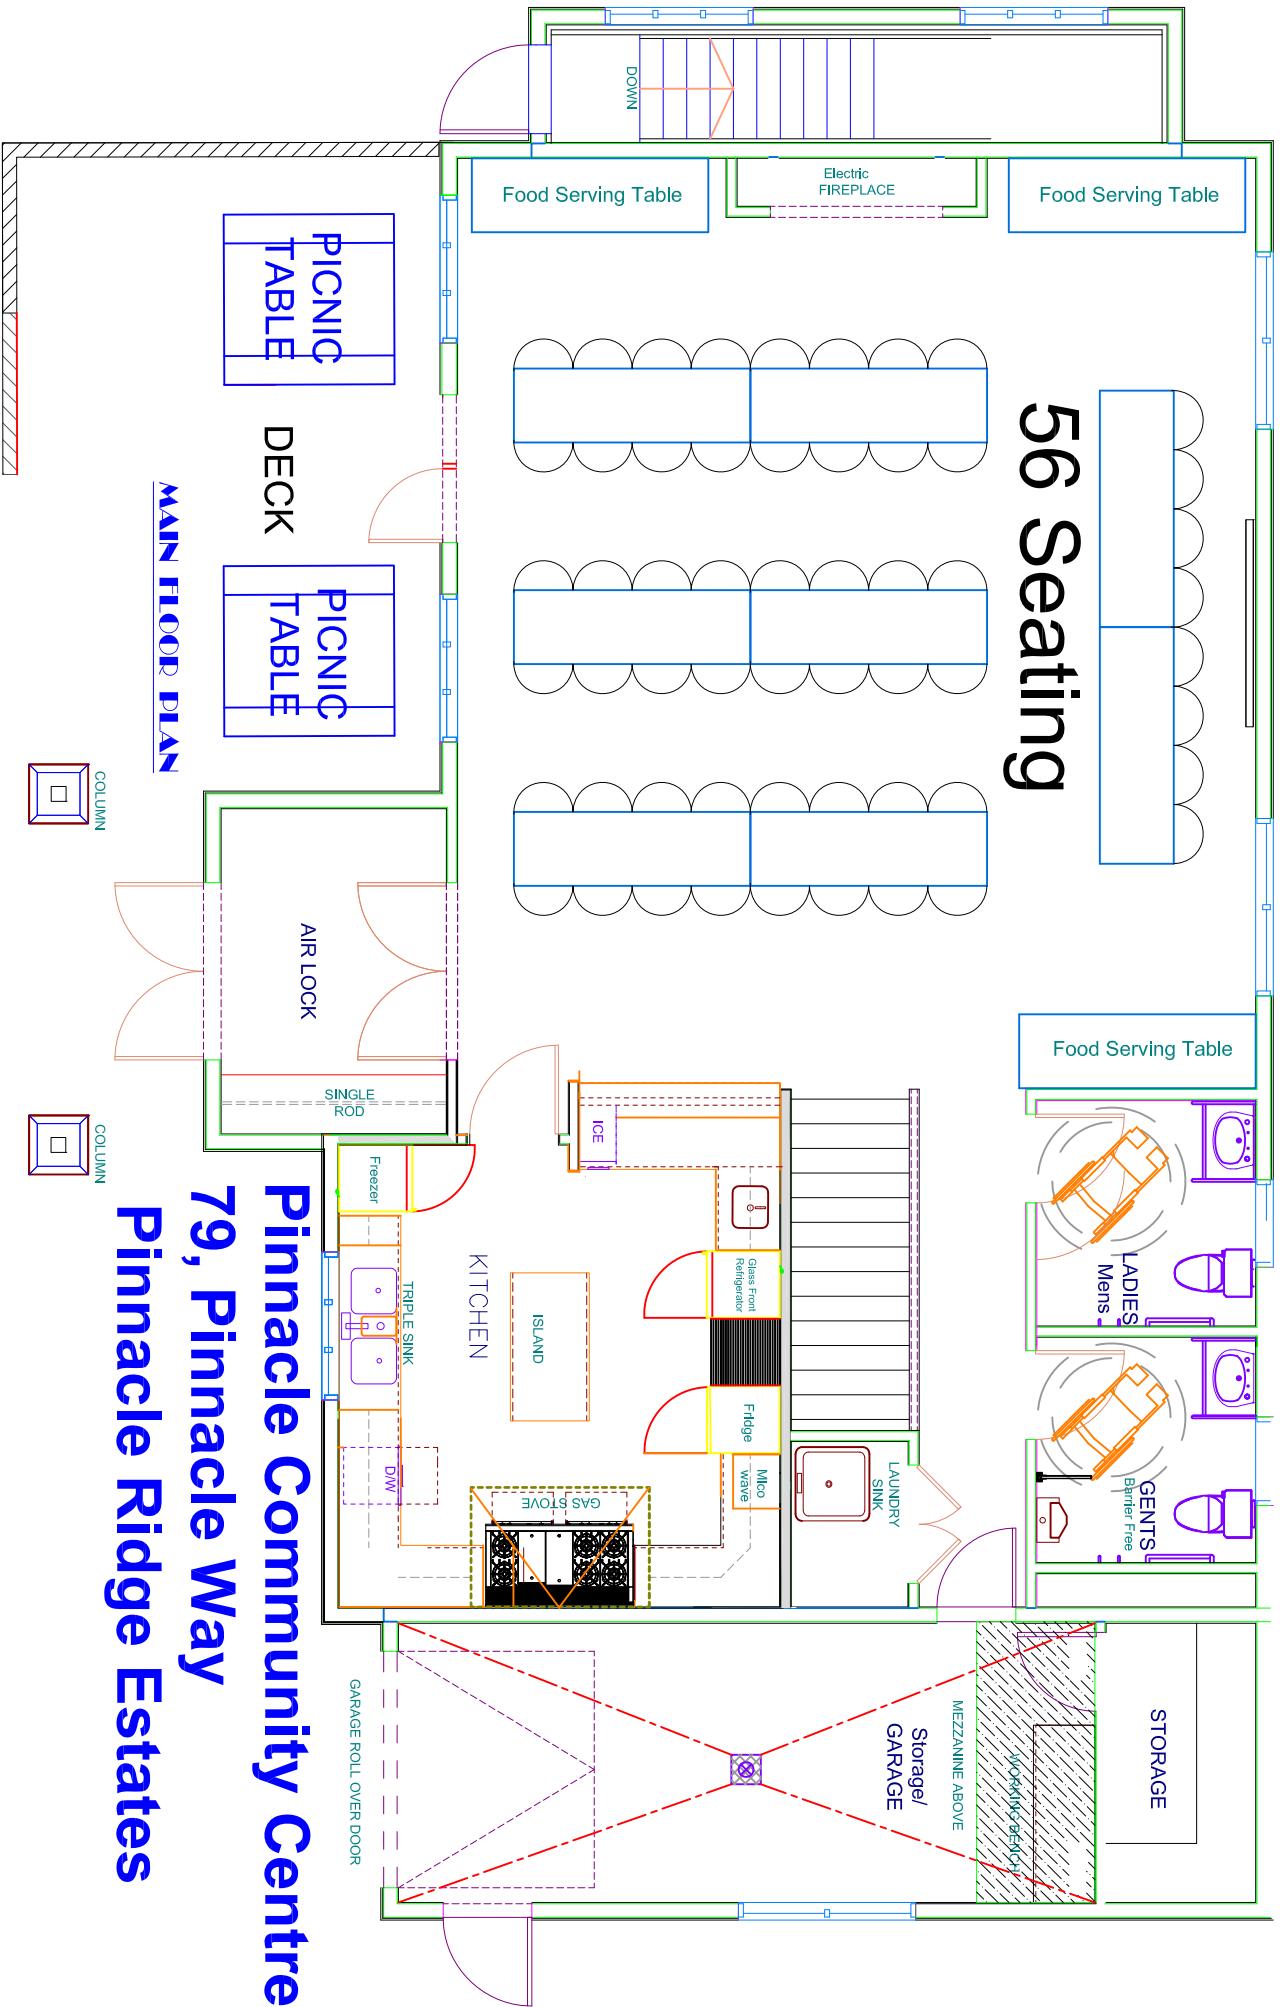 DOWN
Food Serving Table
Electric
FIREPLACE
Food Serving Table
PICNIC
TABLE
DECK
PICNIC
TABLE
MAIN FLOOR PLAN
56 Seating
COLUMN
COLUMN
AIR LOCK
SINGLE
ROD
Food Serving Table
ICE
Freezer
KITCHEN
TRIPLE SINK
ISLAND
Glass Front
Refrigerator
Fridge
Mico
wave
D/W
GAS STOVE
LAUNDRY
SINK
LADIES
Mens
GENTS
Barrier Free
STORAGE
WORKING BENCH
MEZZANINE ABOVE
Storage/
GARAGE
GARAGE ROLL OVER DOOR
Pinnacle Community Centre
79, Pinnacle Way
Pinnacle Ridge Estates